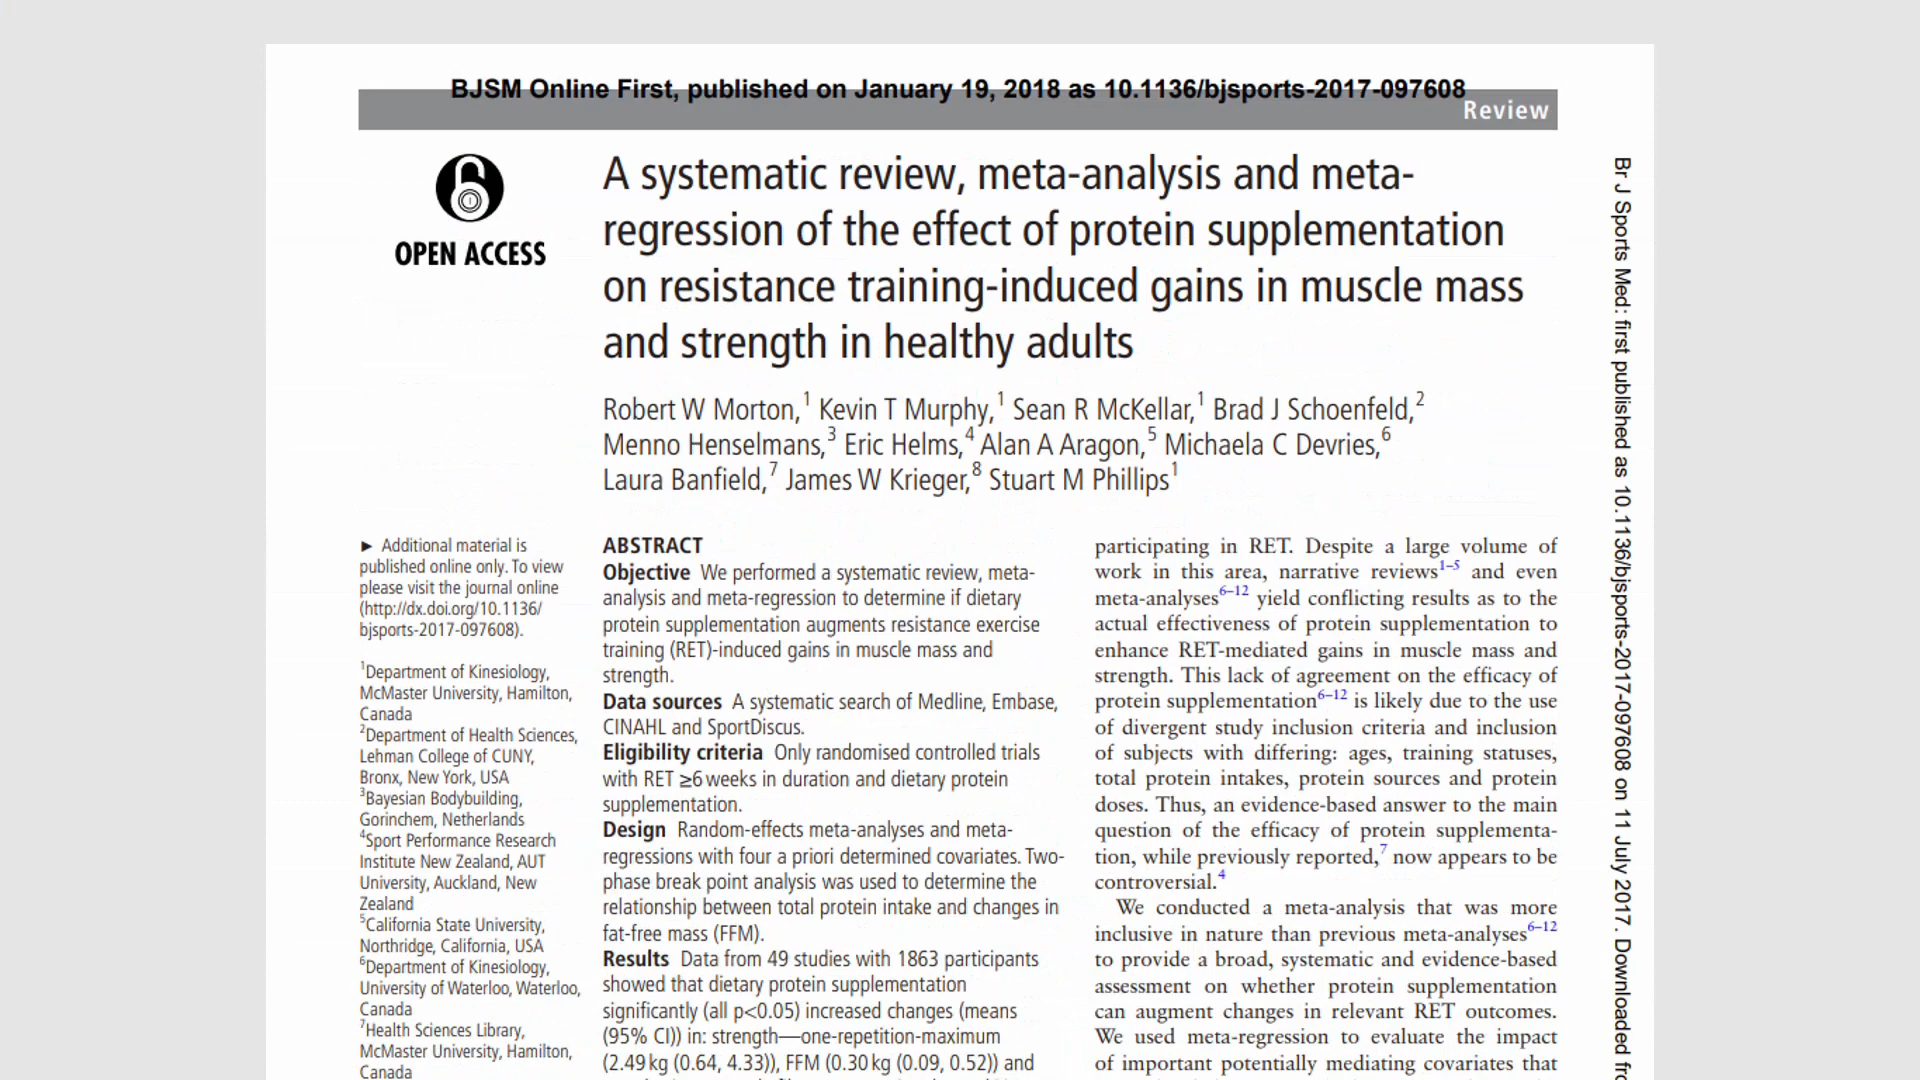 BJSM Online First, published on January 19, 2018 as 10.1136/bjsports-2017-097608
Review
OPEN ACCESS
A systematic review, meta-analysis and meta-
regression of the effect of protein supplementation
on resistance training-induced gains in muscle mass
and strength in healthy adults
Robert W Morton,1 Kevin T Murphy,1 Sean R McKellar,1 Brad J Schoenfeld,2
Menno Henselmans,3 Eric Helms,4 Alan A Aragon,5 Michaela C Devries,6
Laura Banfield,7 James W Krieger,8 Stuart M Phillips1
► Additional material is
published online only. To view
please visit the journal online
(http://dx.doi.org/10.1136/
bjsports-2017-097608).
1Department of Kinesiology,
McMaster University, Hamilton,
Canada
2Department of Health Sciences,
Lehman College of CUNY,
Bronx, New York, USA
3Bayesian Bodybuilding,
Gorinchem, Netherlands
4Sport Performance Research
Institute New Zealand, AUT
University, Auckland, New
Zealand
5California State University,
Northridge, California, USA
6Department of Kinesiology,
University of Waterloo, Waterloo,
Canada
7Health Sciences Library,
McMaster University, Hamilton,
Canada
ABSTRACT
Objective We performed a systematic review, meta-
analysis and meta-regression to determine if dietary
protein supplementation augments resistance exercise
training (RET)-induced gains in muscle mass and
strength.
Data sources A systematic search of Medline, Embase,
CINAHL and SportDiscus.
Eligibility criteria Only randomised controlled trials
with RET ≥6 weeks in duration and dietary protein
supplementation.
Design Random-effects meta-analyses and meta-
regressions with four a priori determined covariates. Two-
phase break point analysis was used to determine the
relationship between total protein intake and changes in
fat-free mass (FFM).
Results Data from 49 studies with 1863 participants
showed that dietary protein supplementation
significantly (all p<0.05) increased changes (means
(95% CI)) in: strength—one-repetition-maximum
(2.49 kg (0.64, 4.33)), FFM (0.30 kg (0.09, 0.52)) and
participating in RET. Despite a large volume of
work in this area, narrative reviews1–5 and even
meta-analyses6–12 yield conflicting results as to the
actual effectiveness of protein supplementation to
enhance RET-mediated gains in muscle mass and
strength. This lack of agreement on the efficacy of
protein supplementation6–12 is likely due to the use
of divergent study inclusion criteria and inclusion
of subjects with differing: ages, training statuses,
total protein intakes, protein sources and protein
doses. Thus, an evidence-based answer to the main
question of the efficacy of protein supplementa-
tion, while previously reported,7 now appears to be
controversial.4
We conducted a meta-analysis that was more
inclusive in nature than previous meta-analyses6–12
to provide a broad, systematic and evidence-based
assessment on whether protein supplementation
can augment changes in relevant RET outcomes.
We used meta-regression to evaluate the impact
of important potentially mediating covariates that
Br J Sports Med: first published as 10.1136/bjsports-2017-097608 on 11 July 2017. Downloaded